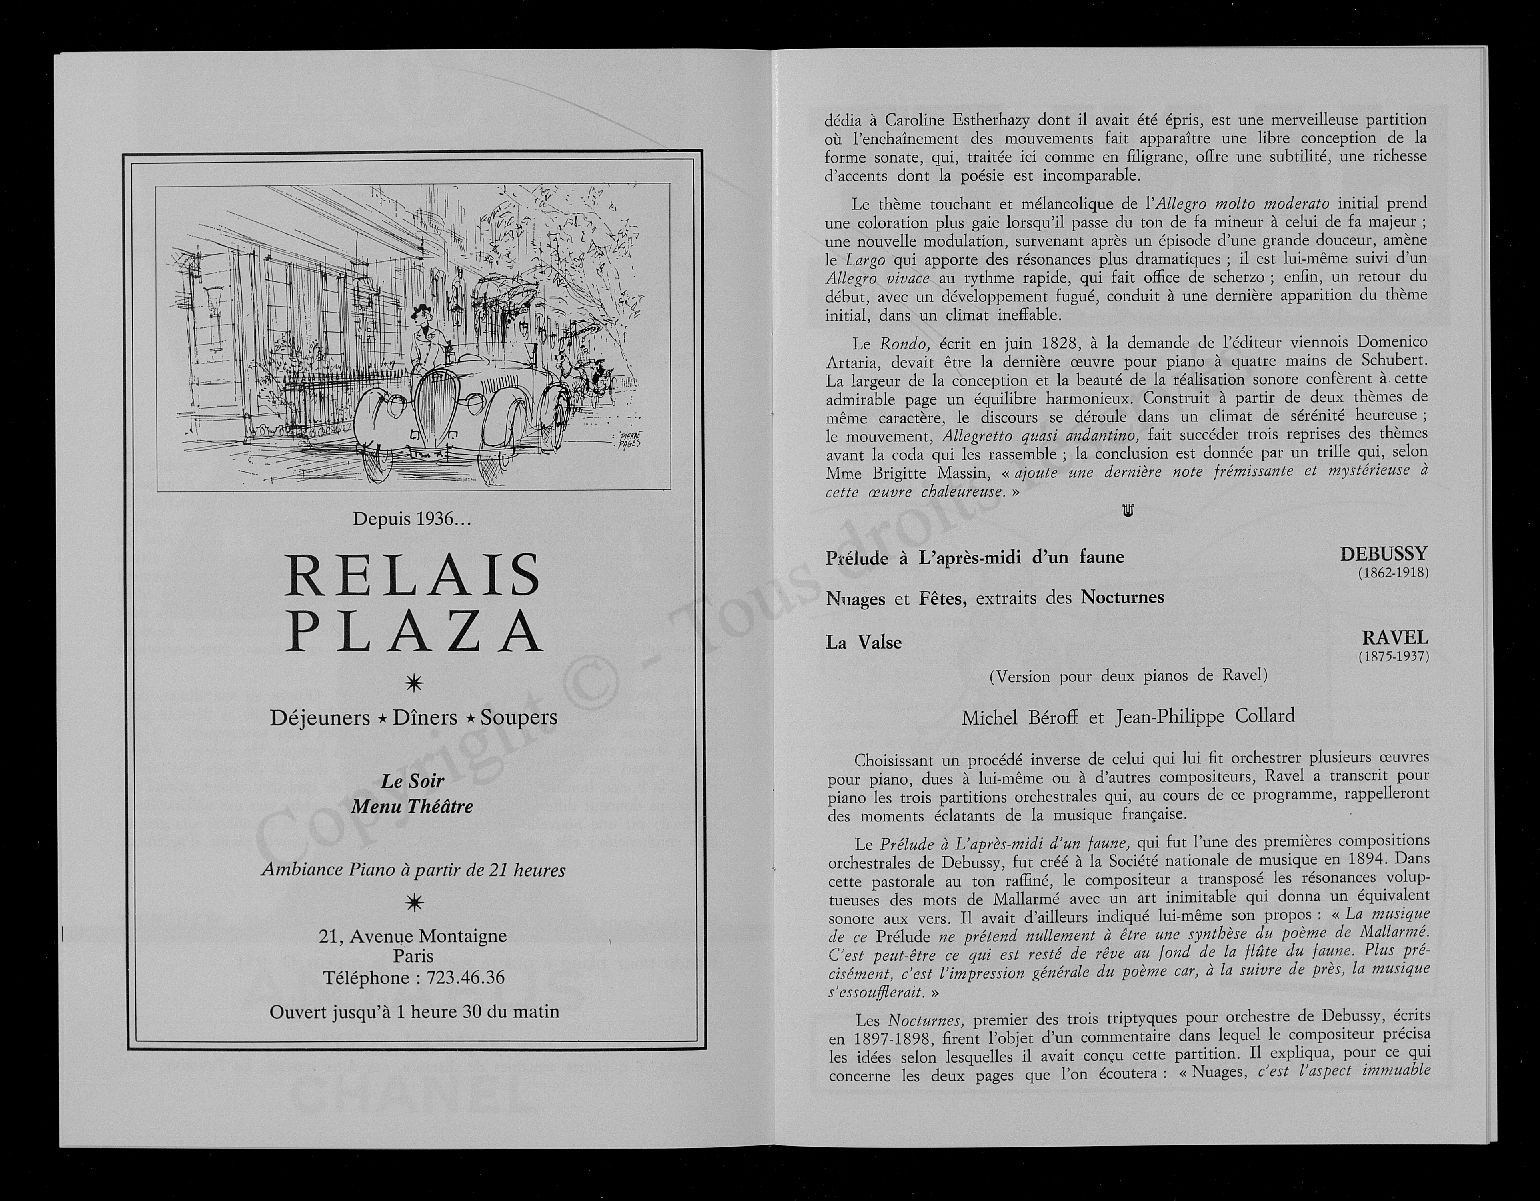 PIERRE
PAGÈS
Depuis 1936...
RELAIS
PLAZA
Déjeuners ⋆ Dîners ⋆ Soupers
Le Soir
Menu Théâtre
Ambiance Piano à partir de 21 heures
21, Avenue Montaigne
Paris
Téléphone : 723.46.36
Ouvert jusqu'à 1 heure 30 du matin
CHANEL
Copyright © - Tous droits
dédia à Caroline Estherhazy dont il avait été épris, est une merveilleuse partition
où l'enchaînement des mouvements fait apparaître une libre conception de la
forme sonate, qui, traitée ici comme en filigrane, offre une subtilité, une richesse
d'accents dont la poésie est incomparable.
Le thème touchant et mélancolique de l'Allegro molto moderato initial prend
une coloration plus gaie lorsqu'il passe du ton de fa mineur à celui de fa majeur ;
une nouvelle modulation, survenant après un épisode d'une grande douceur, amène
le Largo qui apporte des résonances plus dramatiques ; il est lui-même suivi d'un
Allegro vivace au rythme rapide, qui fait office de scherzo ; enfin, un retour du
début, avec un développement fugué, conduit à une dernière apparition du thème
initial, dans un climat ineffable.
Le Rondo, écrit en juin 1828, à la demande de l'éditeur viennois Domenico
Artaria, devait être la dernière œuvre pour piano à quatre mains de Schubert.
La largeur de la conception et la beauté de la réalisation sonore confèrent à cette
admirable page un équilibre harmonieux. Construit à partir de deux thèmes de
même caractère, le discours se déroule dans un climat de sérénité heureuse ;
le mouvement, Allegretto quasi andantino, fait succéder trois reprises des thèmes
avant la coda qui les rassemble ; la conclusion est donnée par un trille qui, selon
Mme Brigitte Massin, « ajoute une dernière note frémissante et mystérieuse à
cette œuvre chaleureuse. »
Prélude à L'après-midi d'un faune DEBUSSY
(1862-1918)
Nuages et Fêtes, extraits des Nocturnes
La Valse RAVEL
(1875-1937)
(Version pour deux pianos de Ravel)
Michel Béroff et Jean-Philippe Collard
Choisissant un procédé inverse de celui qui lui fit orchestrer plusieurs œuvres
pour piano, dues à lui-même ou à d'autres compositeurs, Ravel a transcrit pour
piano les trois partitions orchestrales qui, au cours de ce programme, rappelleront
des moments éclatants de la musique française.
Le Prélude à L'après-midi d'un faune, qui fut l'une des premières compositions
orchestrales de Debussy, fut créé à la Société nationale de musique en 1894. Dans
cette pastorale au ton raffiné, le compositeur a transposé les résonances volup-
tueuses des mots de Mallarmé avec un art inimitable qui donna un équivalent
sonore aux vers. Il avait d'ailleurs indiqué lui-même son propos : « La musique
de ce Prélude ne prétend nullement à être une synthèse du poème de Mallarmé.
C'est peut-être ce qui est resté de rêve au fond de la flûte du faune. Plus pré-
cisément, c'est l'impression générale du poème car, à la suivre de près, la musique
s'essoufflerait. »
Les Nocturnes, premier des trois triptyques pour orchestre de Debussy, écrits
en 1897-1898, firent l'objet d'un commentaire dans lequel le compositeur précisa
les idées selon lesquelles il avait conçu cette partition. Il expliqua, pour ce qui
concerne les deux pages que l'on écoutera : « Nuages, c'est l'aspect immuable